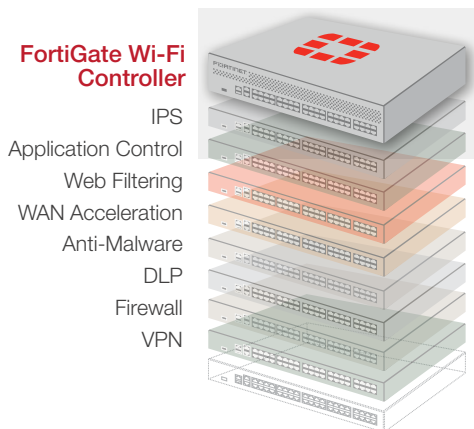 FortiGate Wi-Fi
Controller
FORTINET
IPS
Application Control
Web Filtering
WAN Acceleration
Anti-Malware
DLP
Firewall
VPN